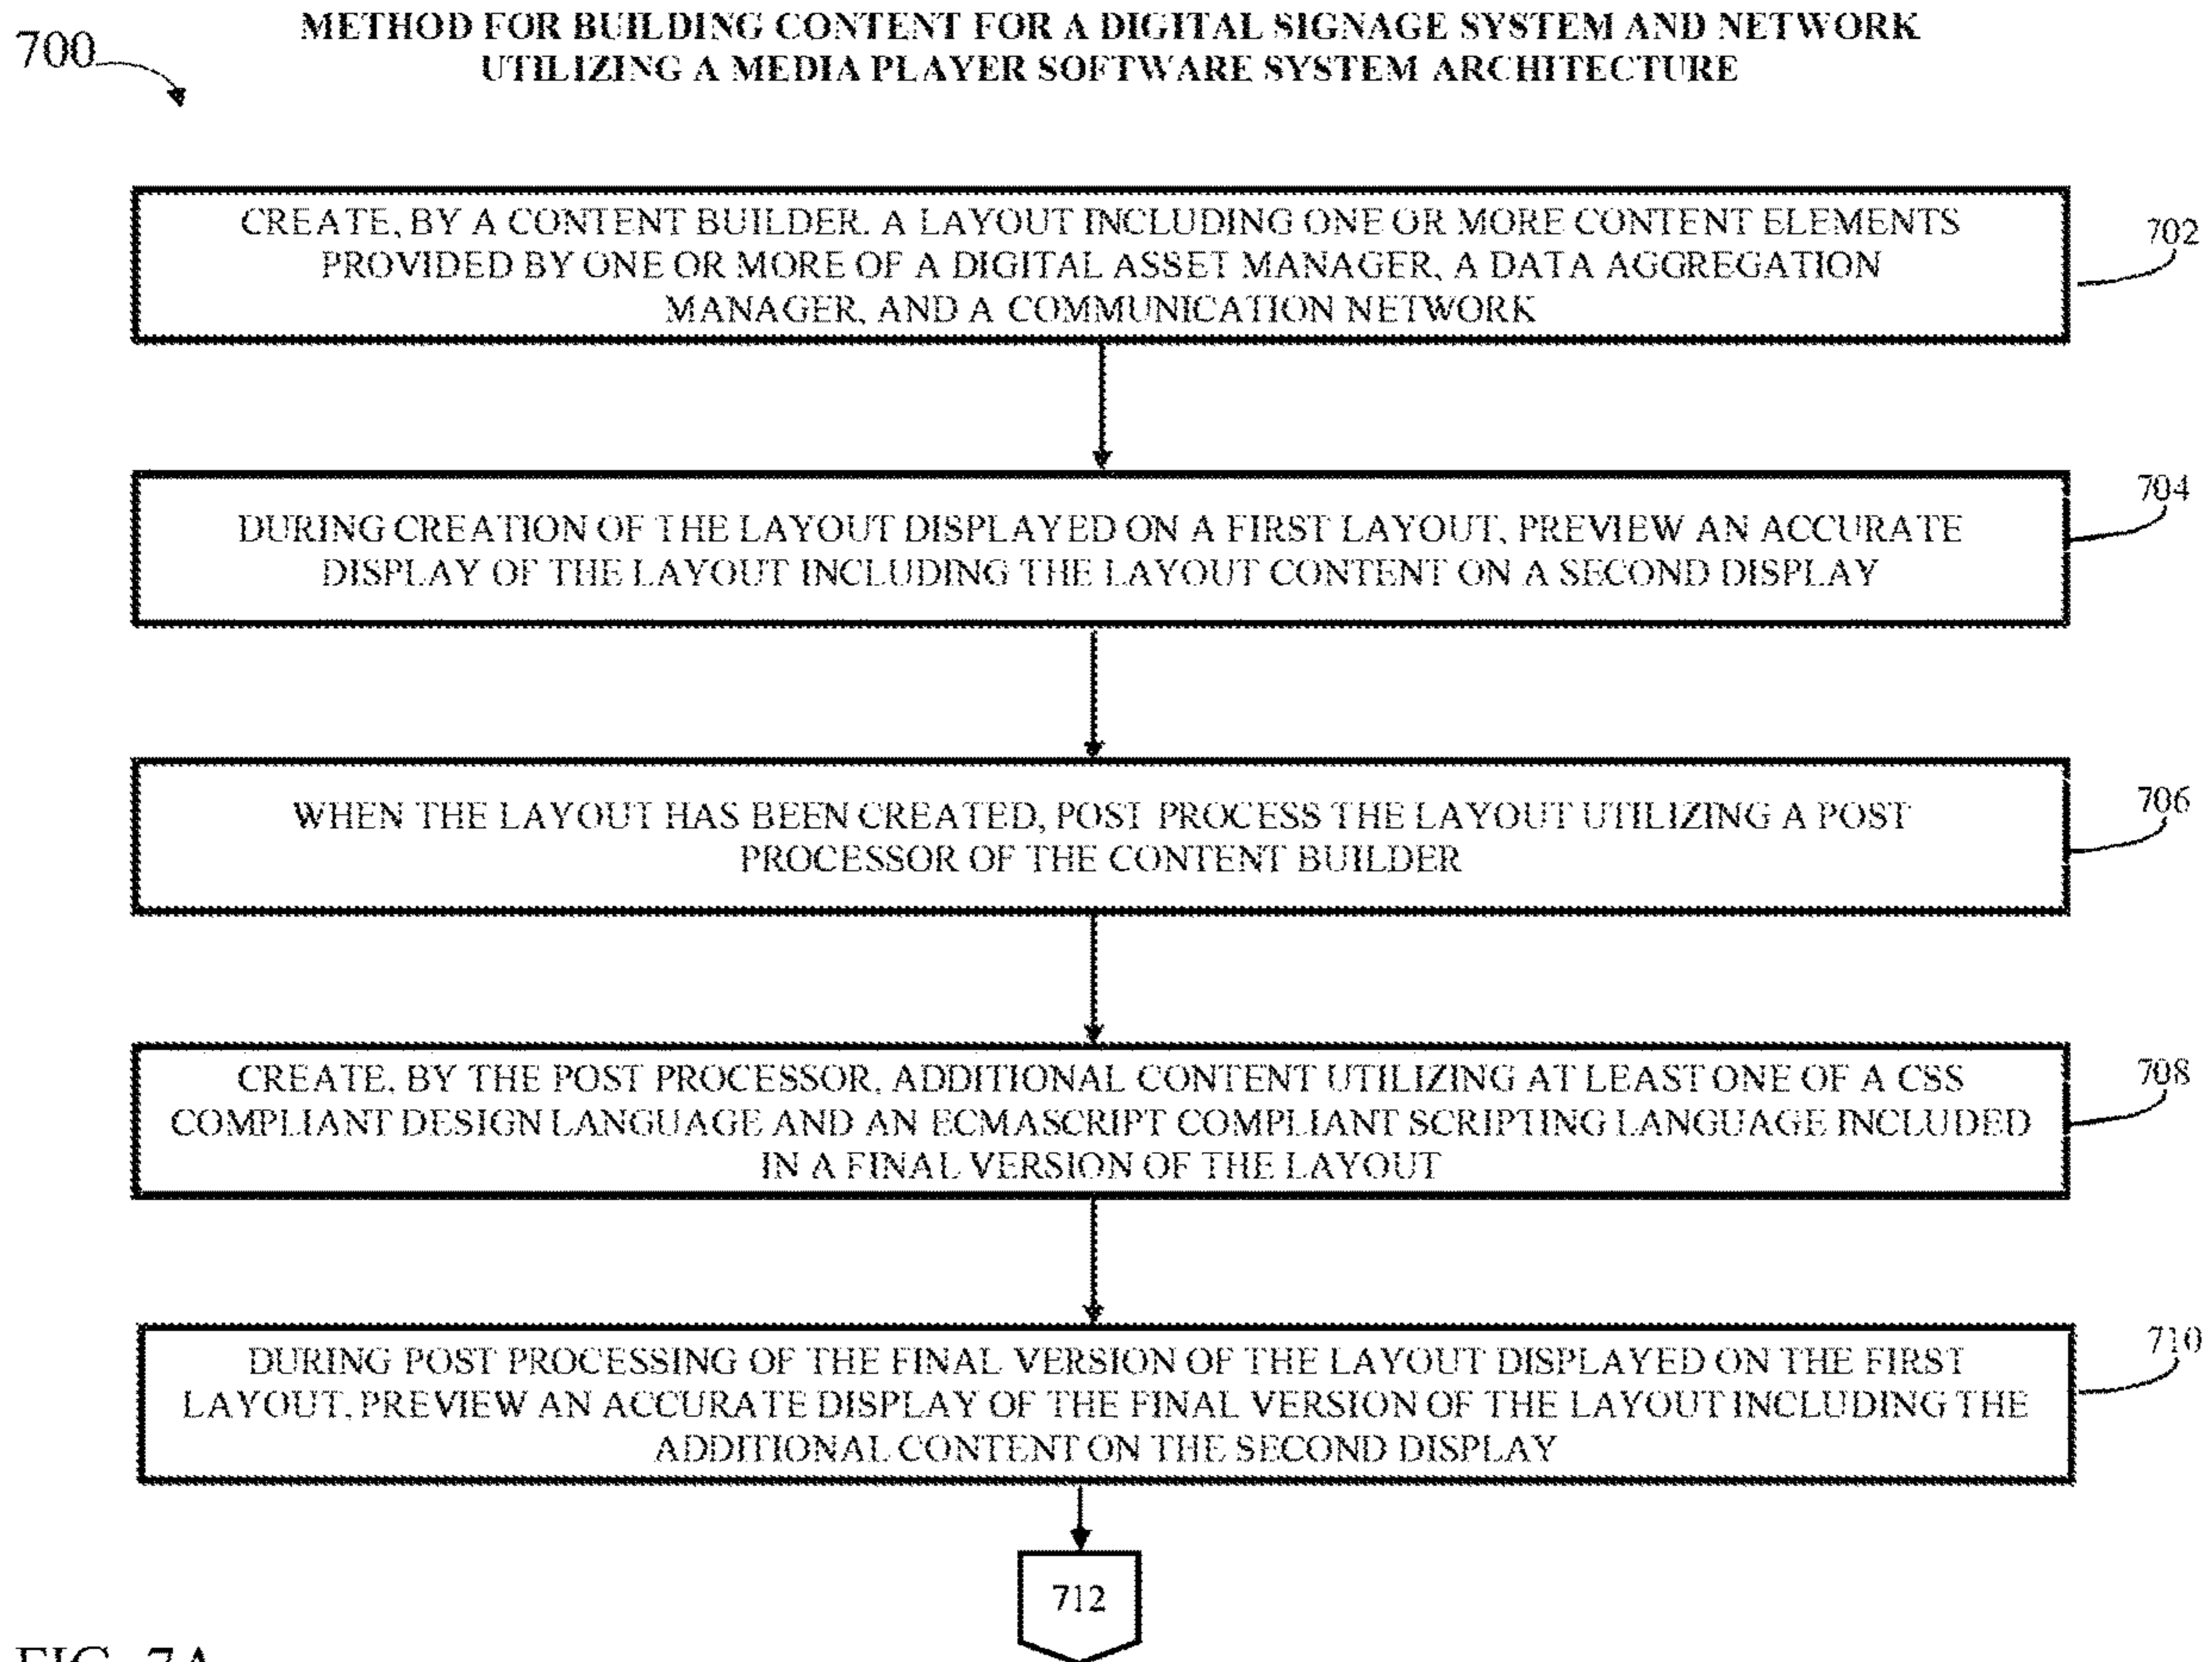 METHOD FOR BUILDING CONTENT FOR A DIGITAL SIGNAGE SYSTEM AND NETWORK
UTILIZING A MEDIA PLAYER SOFTWARE SYSTEM ARCHITECTURE
700
CREATE, BY A CONTENT BUILDER. A LAYOUT INCLUDING ONE OR MORE CONTENT ELEMENTS
PROVIDED BY ONE OR MORE OF A DIGITAL ASSET MANAGER, A DATA AGGREGATION
MANAGER, AND A COMMUNICATION NETWORK
702
DURING CREATION OF THE LAYOUT DISPLAYED ON A FIRST LAYOUT, PREVIEW AN ACCURATE
DISPLAY OF THE LAYOUT INCLUDING THE LAYOUT CONTENT ON A SECOND DISPLAY
704
WHEN THE LAYOUT HAS BEEN CREATED, POST PROCESS THE LAYOUT UTILIZING A POST
PROCESSOR OF THE CONTENT BUILDER
706
CREATE, BY THE POST PROCESSOR, ADDITIONAL CONTENT UTILIZING AT LEAST ONE OF A CSS
COMPLIANT DESIGN LANGUAGE AND AN ECMASCRIPT COMPLIANT SCRIPTING LANGUAGE INCLUDED
IN A FINAL VERSION OF THE LAYOUT
708
DURING POST PROCESSING OF THE FINAL VERSION OF THE LAYOUT DISPLAYED ON THE FIRST
LAYOUT, PREVIEW AN ACCURATE DISPLAY OF THE FINAL VERSION OF THE LAYOUT INCLUDING THE
ADDITIONAL CONTENT ON THE SECOND DISPLAY
710
712
FIG. 7A